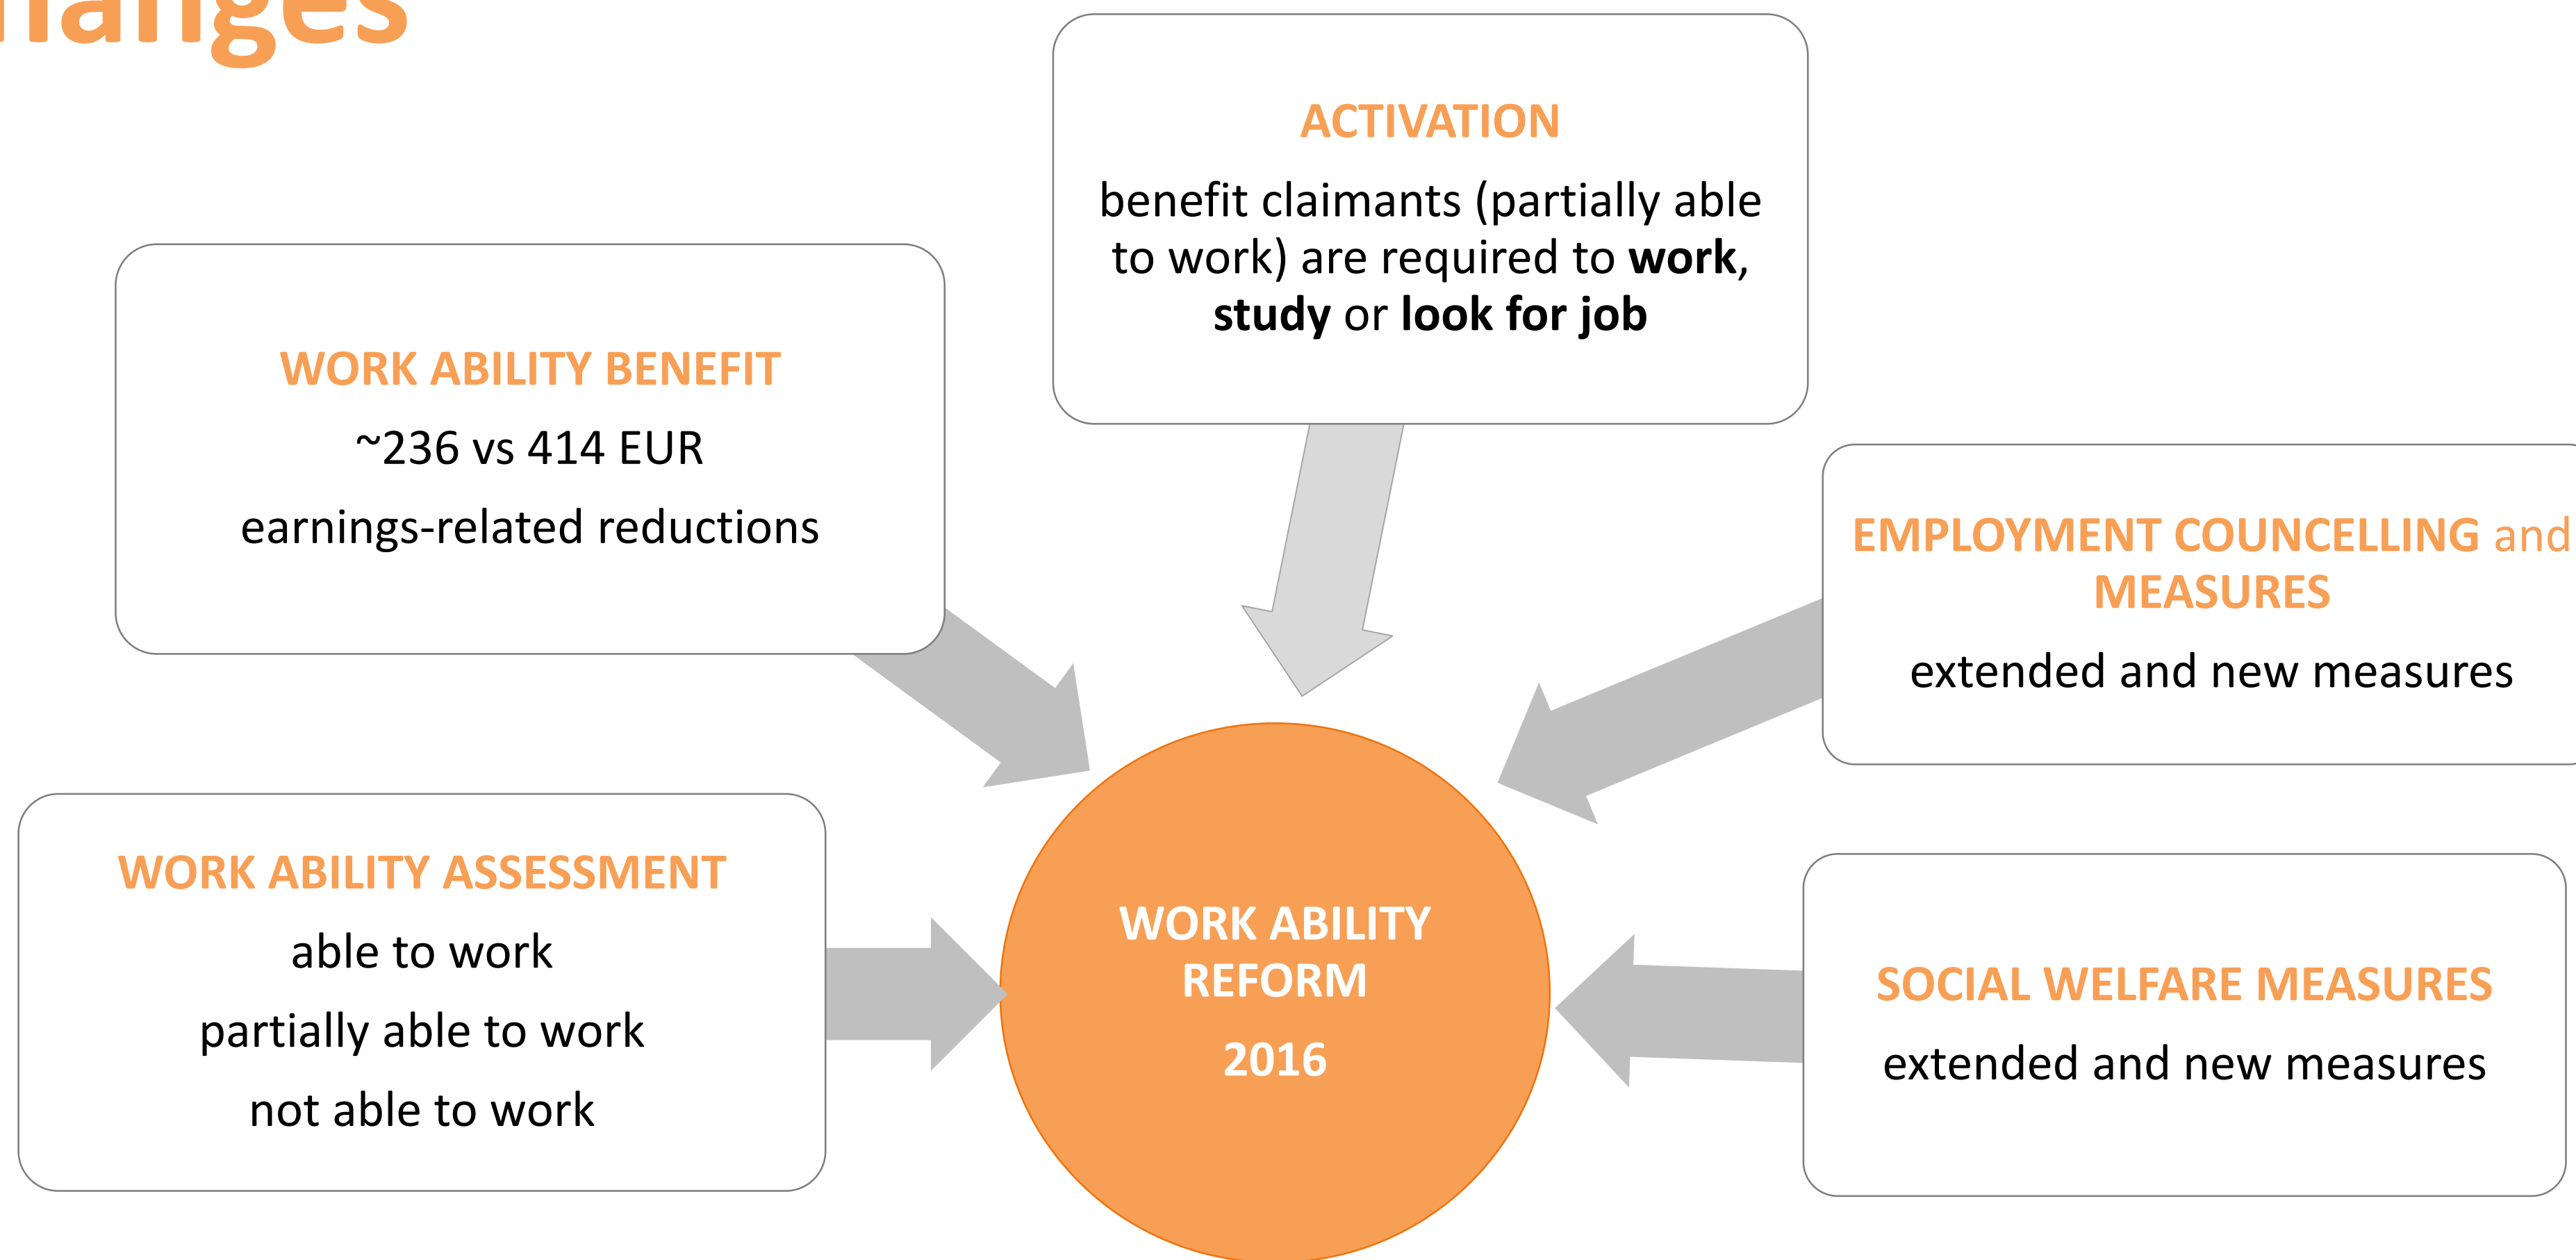 ACTIVATION
benefit claimants (partially able
to work) are required to work,
study or look for job
WORK ABILITY BENEFIT
~236 vs 414 EUR
earnings-related reductions
EMPLOYMENT COUNCELLING and
MEASURES
extended and new measures
WORK ABILITY ASSESSMENT
able to work
partially able to work
not able to work
WORK ABILITY
REFORM
2016
SOCIAL WELFARE MEASURES
extended and new measures